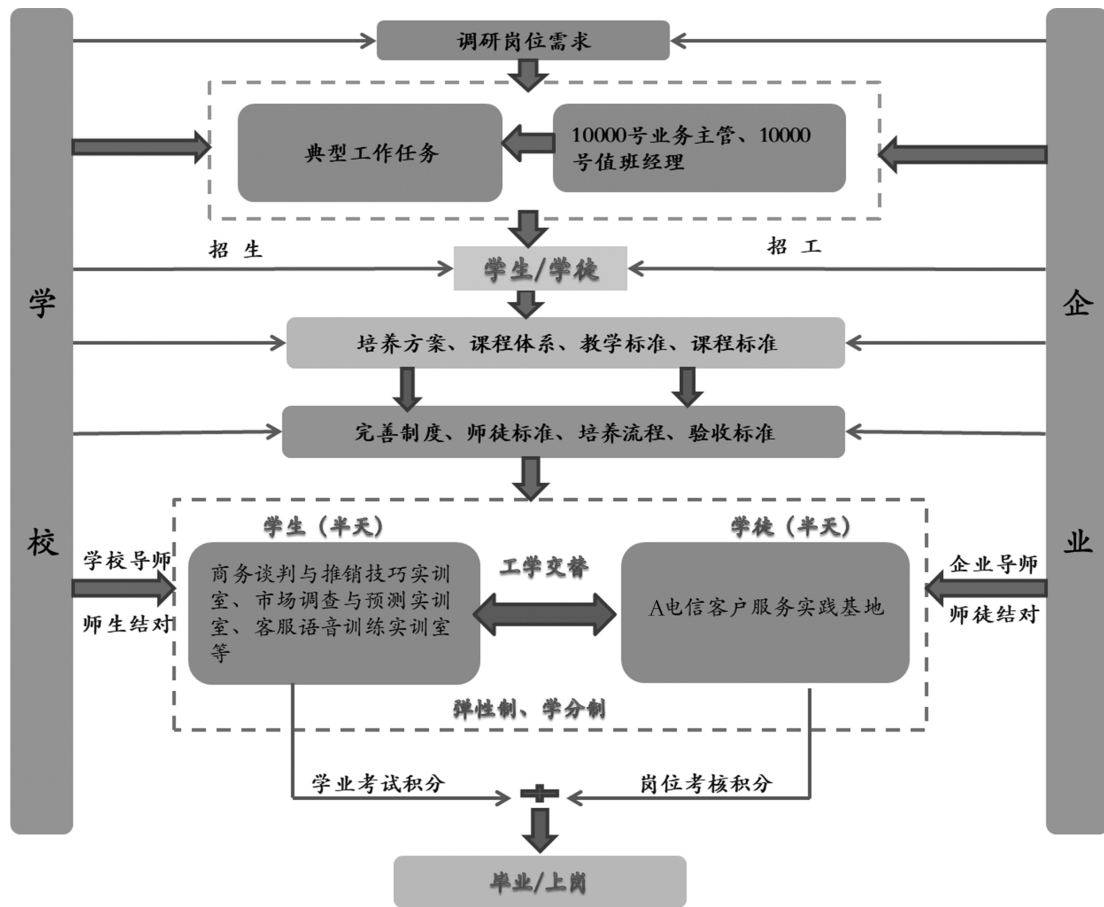 调研岗位需求
典型工作任务
10000号业务主管、10000
号值班经理
招 生
招 工
学生/学徒
学
校
企
业
培养方案、课程体系、教学标准、课程标准
完善制度、师徒标准、培养流程、验收标准
学生（半天）
学徒（半天）
学校导师
师生结对
商务谈判与推销技巧实训
室、市场调查与预测实训
室、客服语音训练实训室
等
工学交替
A电信客户服务实践基地
企业导师
师徒结对
弹性制、学分制
学业考试积分
岗位考核积分
毕业/上岗